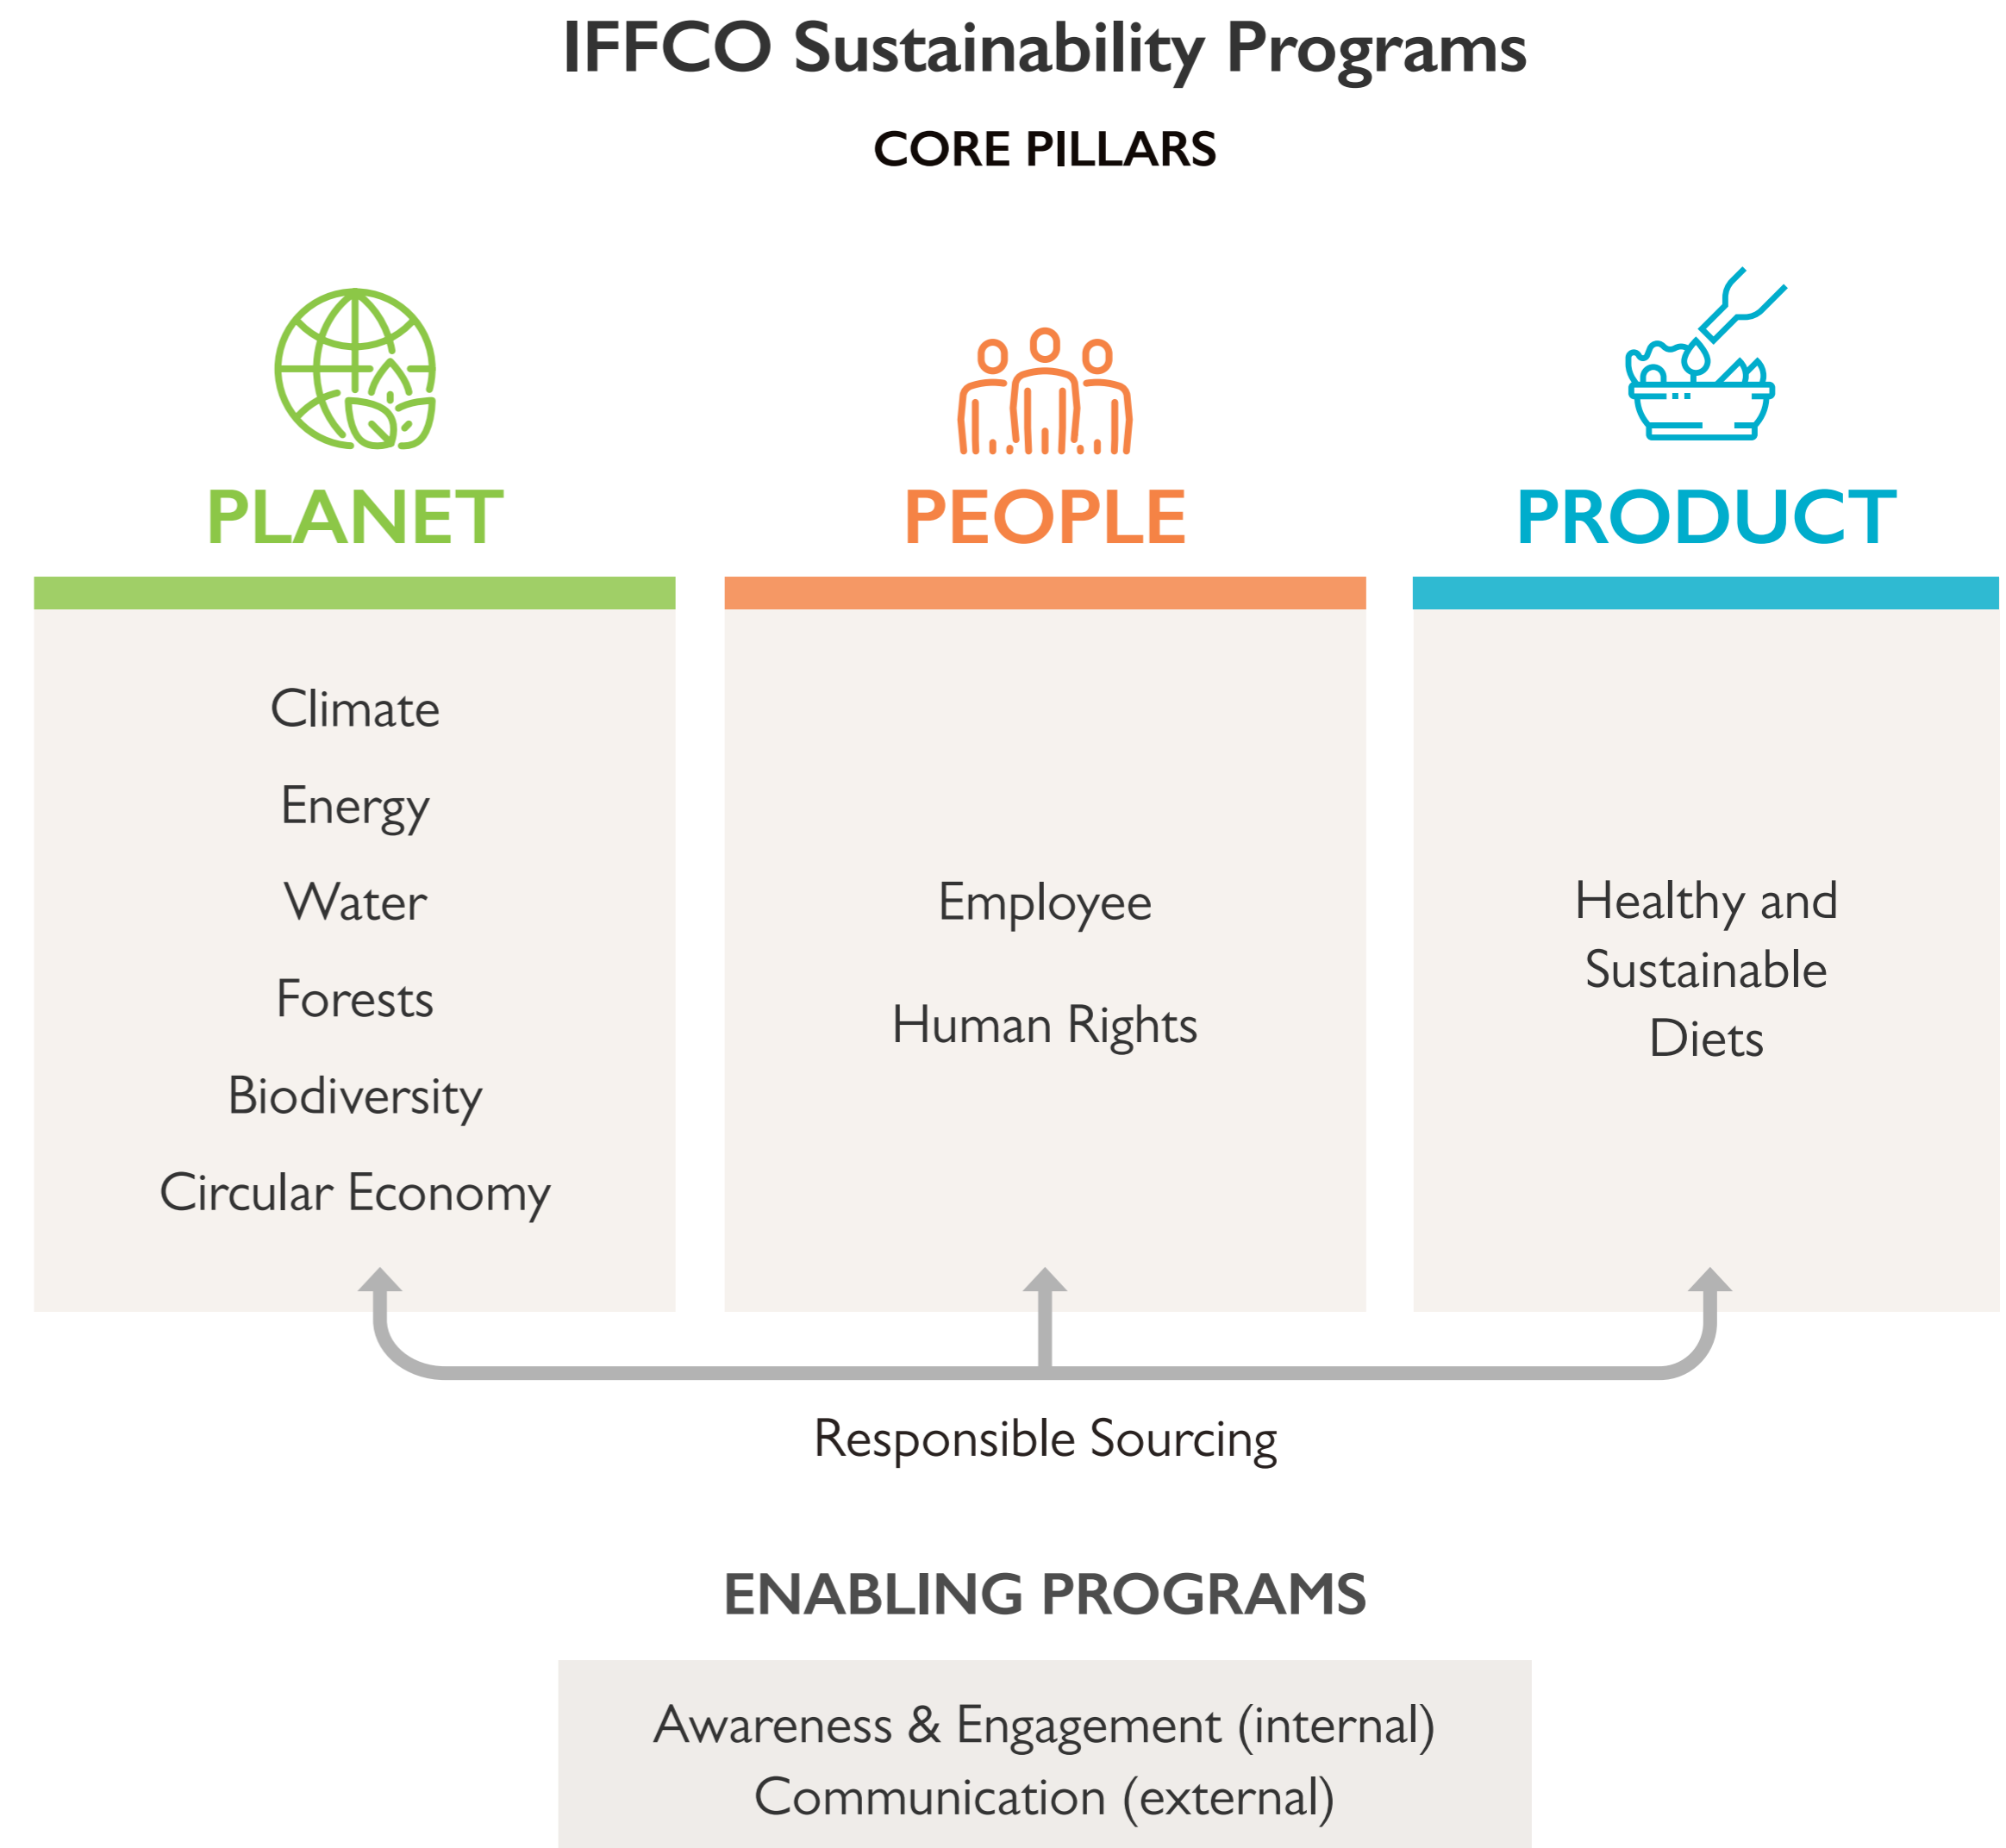 IFFCO Sustainability Programs
CORE PILLARS
PLANET
Climate
Energy
Water
Forests
Biodiversity
Circular Economy
PEOPLE
Employee
Human Rights
PRODUCT
Healthy and
Sustainable
Diets
Responsible Sourcing
ENABLING PROGRAMS
Awareness & Engagement (internal)
Communication (external)